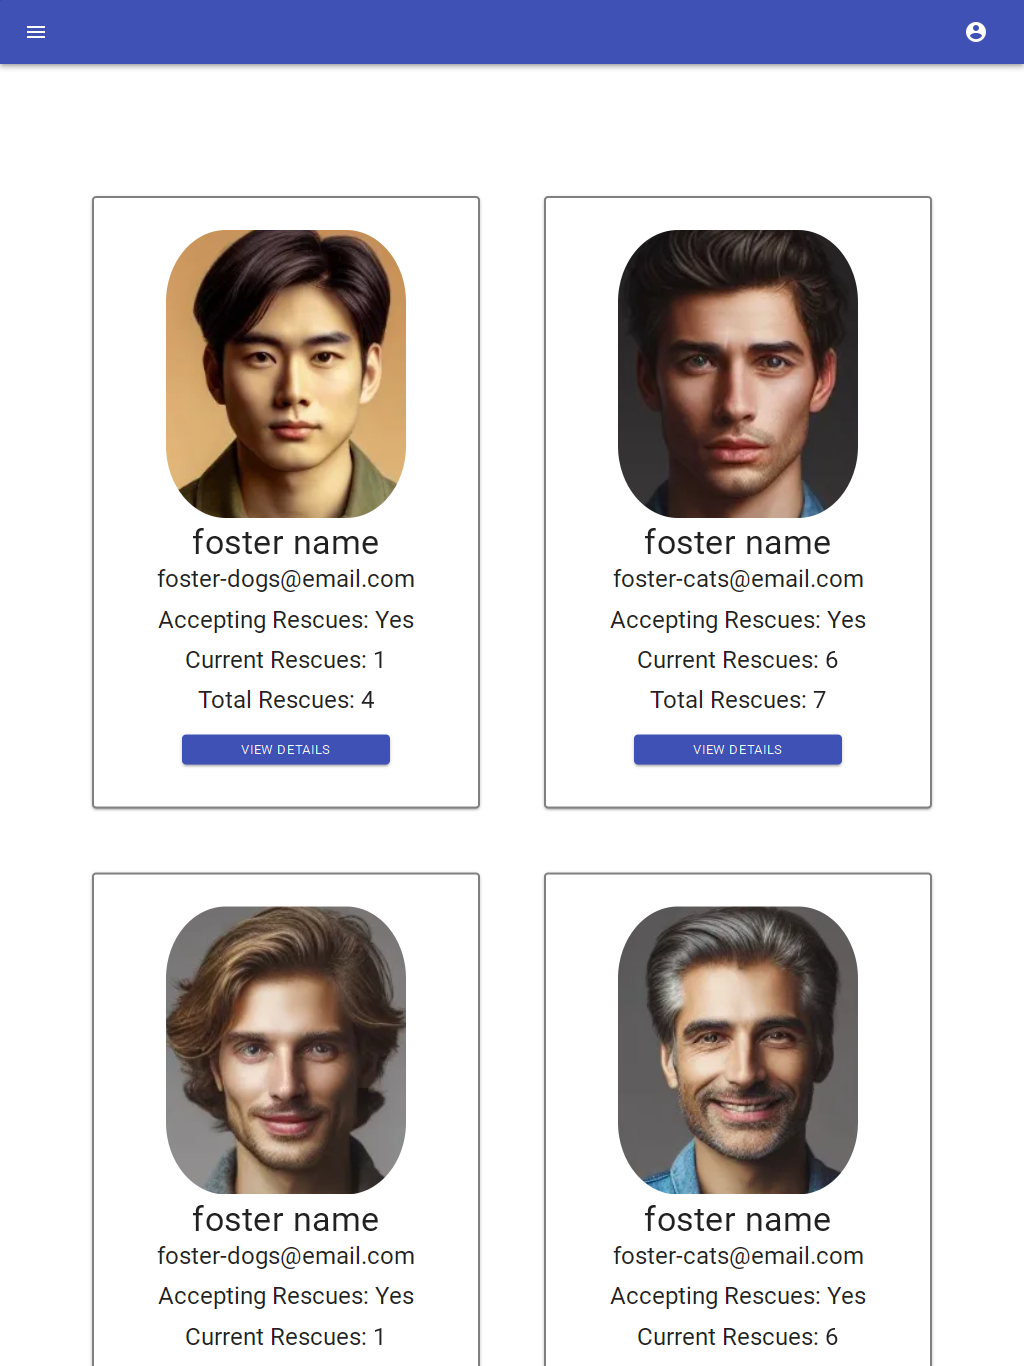 foster name
foster-dogs@email.com
Accepting Rescues: Yes
Current Rescues: 1
Total Rescues: 4
VIEW DETAILS
foster name
foster-cats@email.com
Accepting Rescues: Yes
Current Rescues: 6
Total Rescues: 7
VIEW DETAILS
foster name
foster-dogs@email.com
Accepting Rescues: Yes
Current Rescues: 1
foster name
foster-cats@email.com
Accepting Rescues: Yes
Current Rescues: 6